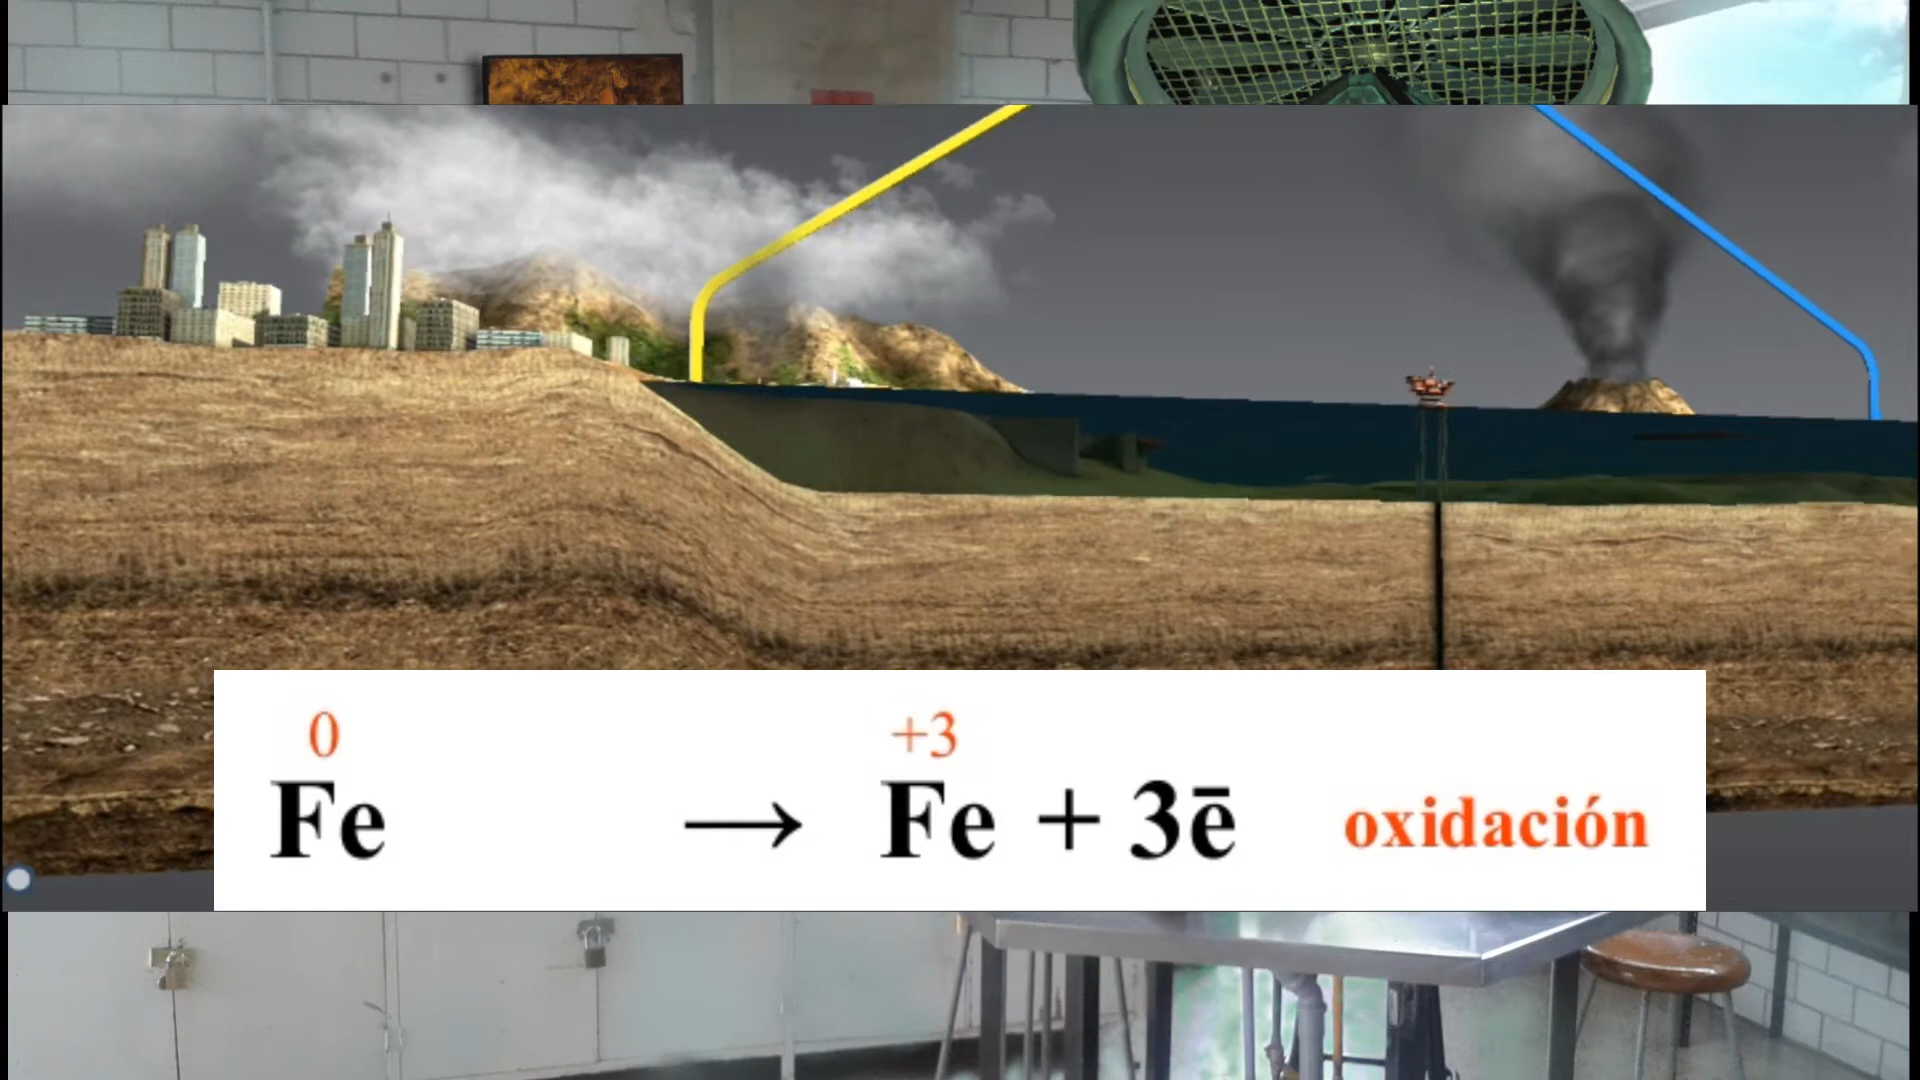 0 +3
Fe → Fe + 3ē oxidación